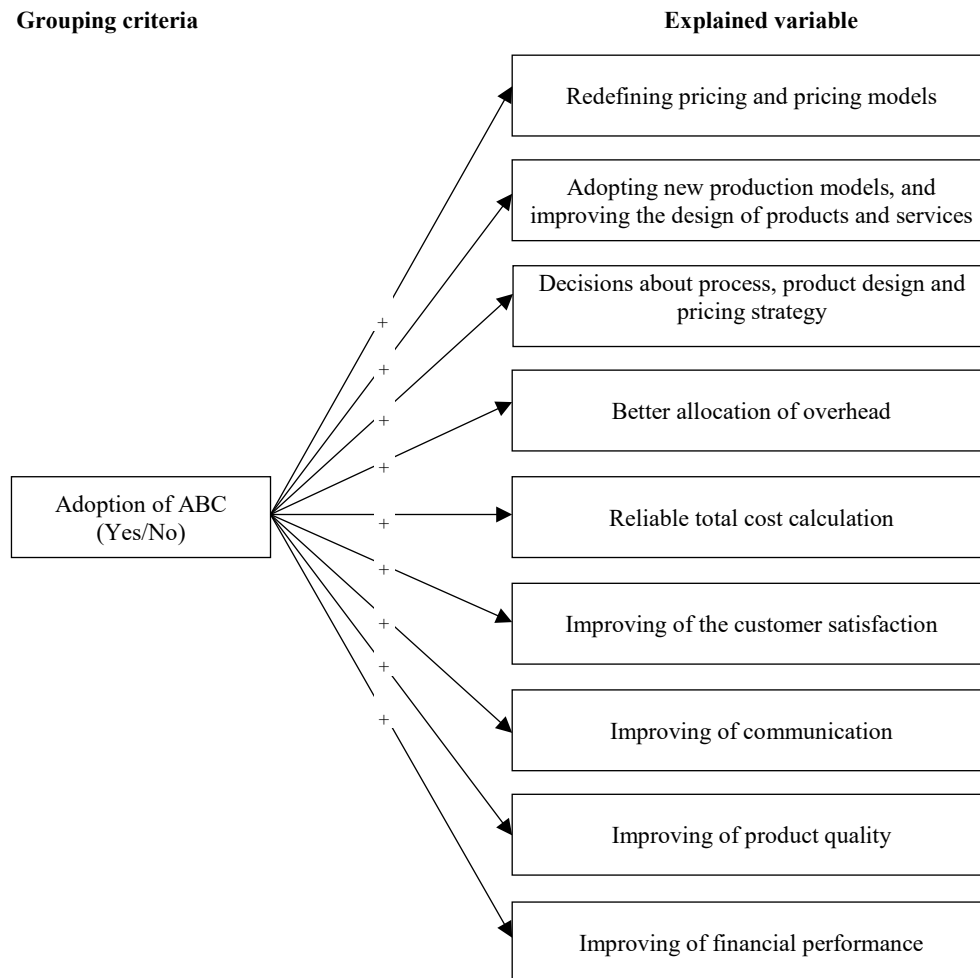 Grouping criteria
Explained variable
Redefining pricing and pricing models
Adopting new production models, and
improving the design of products and services
Decisions about process, product design and
pricing strategy
+
+
+
Better allocation of overhead
+
Adoption of ABC
(Yes/No)
Reliable total cost calculation
+
+
Improving of the customer satisfaction
+
+
Improving of communication
+
Improving of product quality
Improving of financial performance